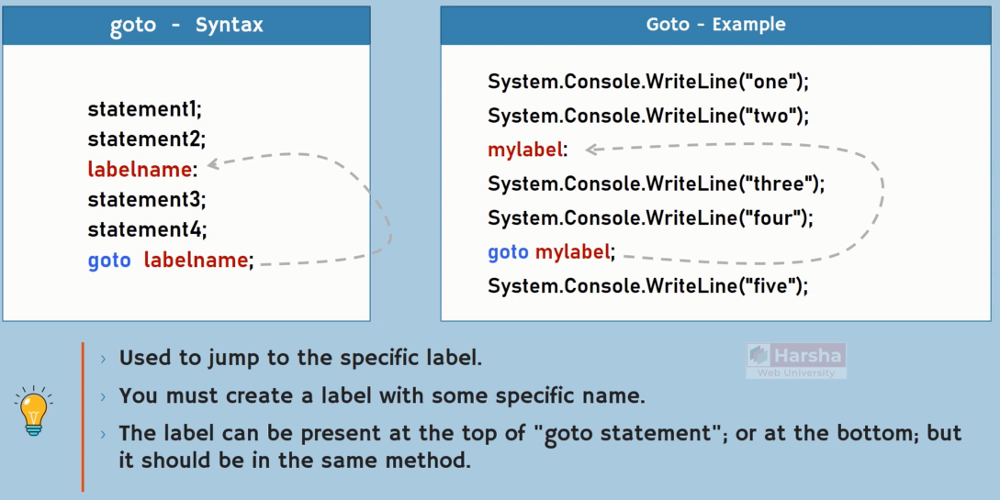 goto - Syntax
statement1;
statement2;
labelname:
statement3;
statement4;
goto labelname;
Goto - Example
System.Console.WriteLine("one");
System.Console.WriteLine("two");
mylabel:
System.Console.WriteLine("three");
System.Console.WriteLine("four");
goto mylabel;
System.Console.WriteLine("five");
› Used to jump to the specific label.
› You must create a label with some specific name.
› The label can be present at the top of "goto statement"; or at the bottom; but
it should be in the same method.
Harsha
Web University